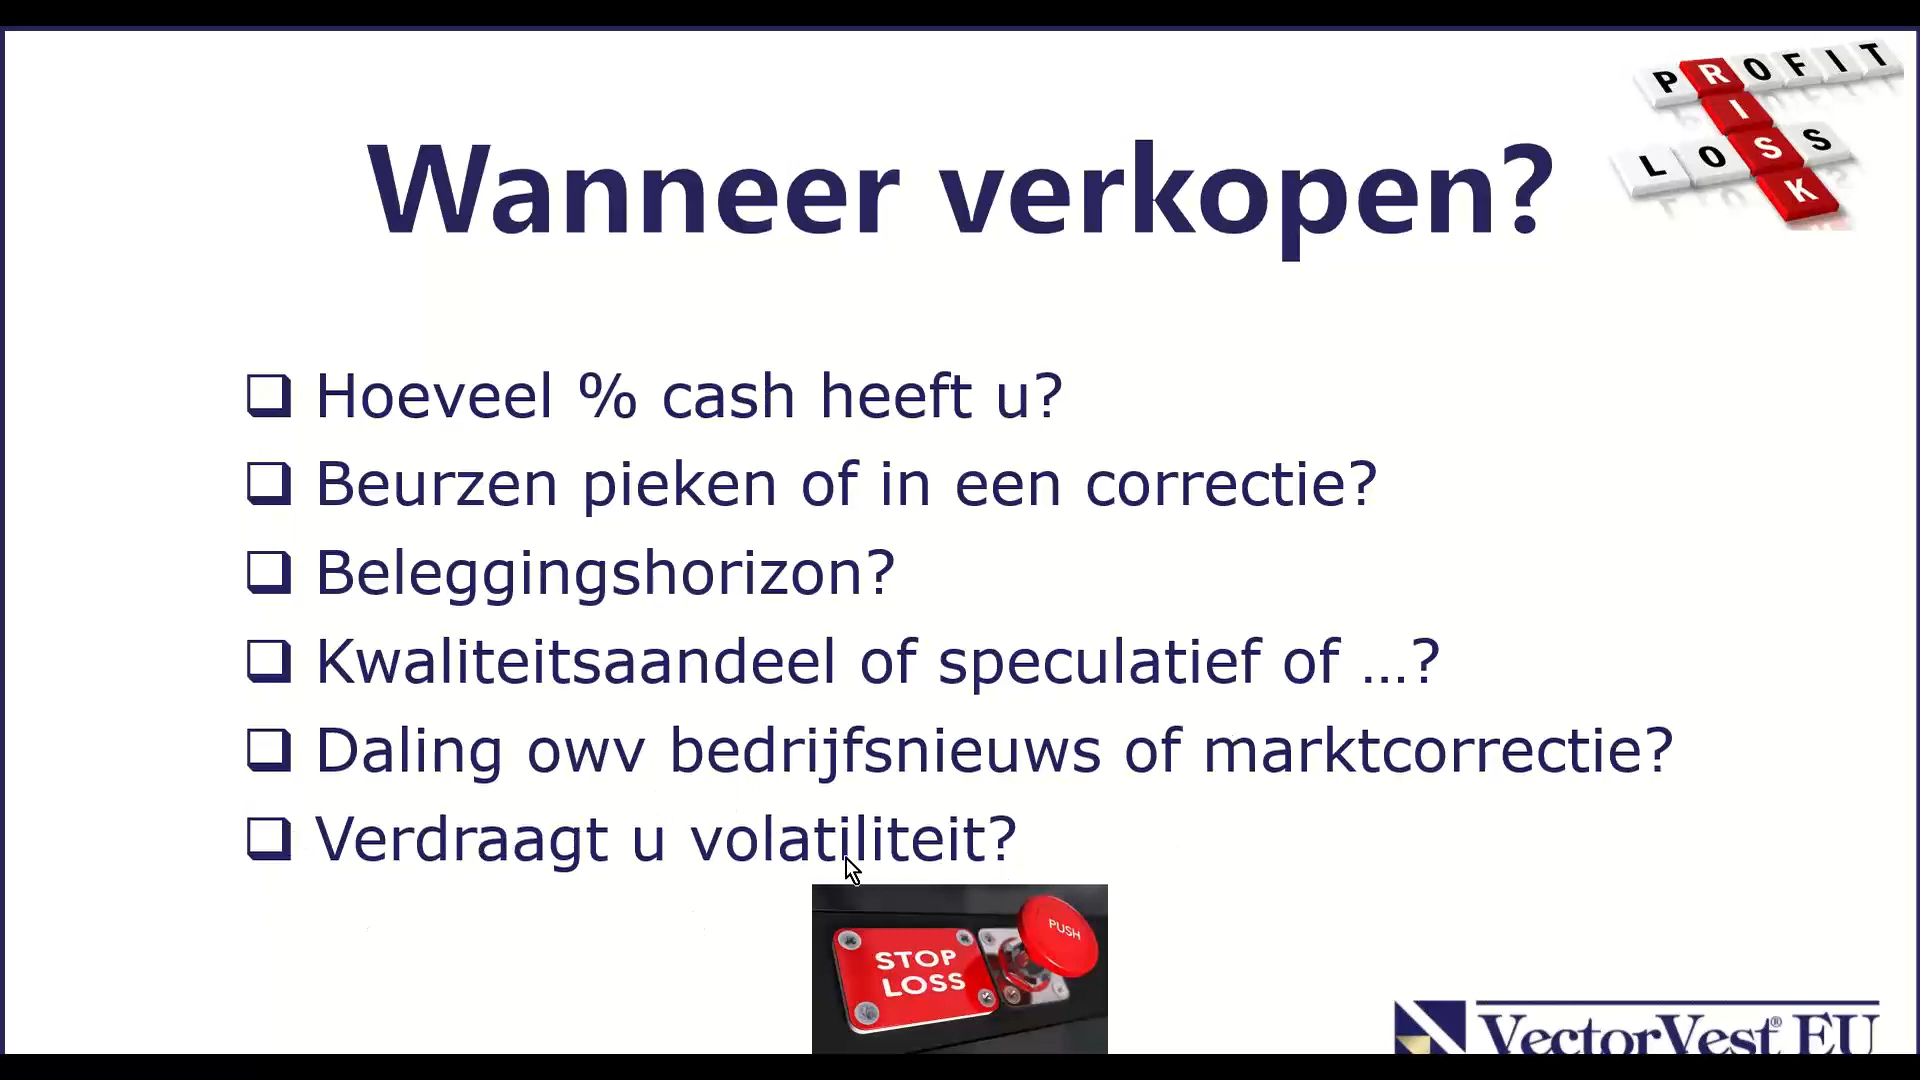 PROFIT
RISK
LOSS
Wanneer verkopen?
Hoeveel % cash heeft u?
Beurzen pieken of in een correctie?
Beleggingshorizon?
Kwaliteitsaandeel of speculatief of ...?
Daling owv bedrijfsnieuws of marktcorrectie?
Verdraagt u volatiliteit?
STOP
LOSS
PUSH
VectorVest® EU